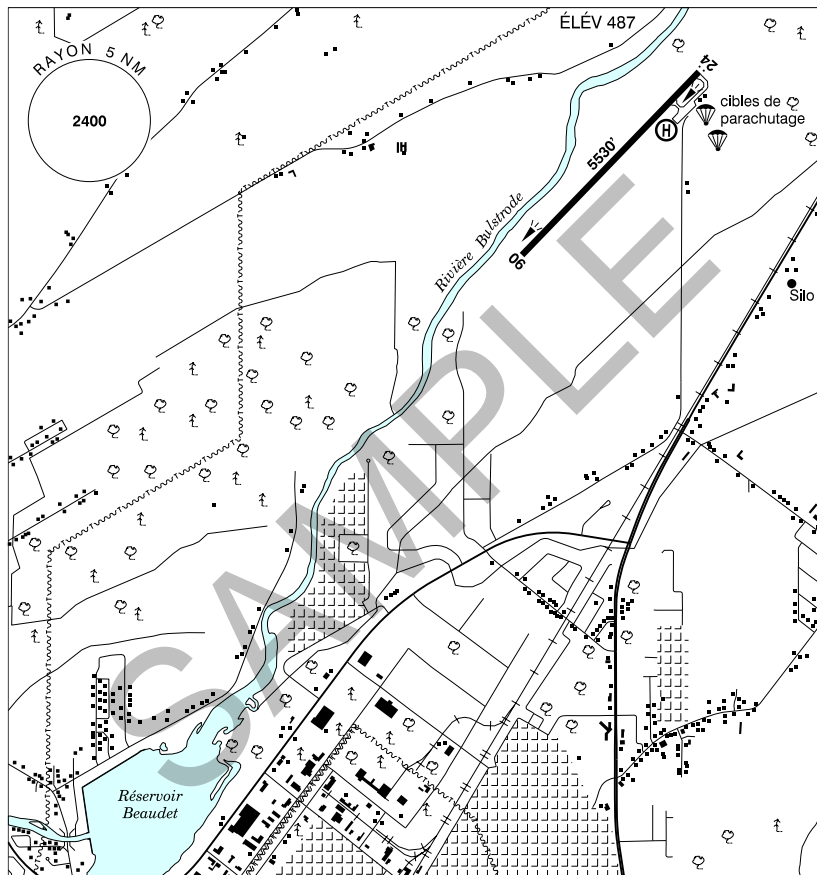 ÉLÉV 487
RAYON 5 NM
2400
24
cibles de
parachutage
H
5530'
06
Rivière Bulstrode
Silo
SAMPLE
Réservoir
Beaudet